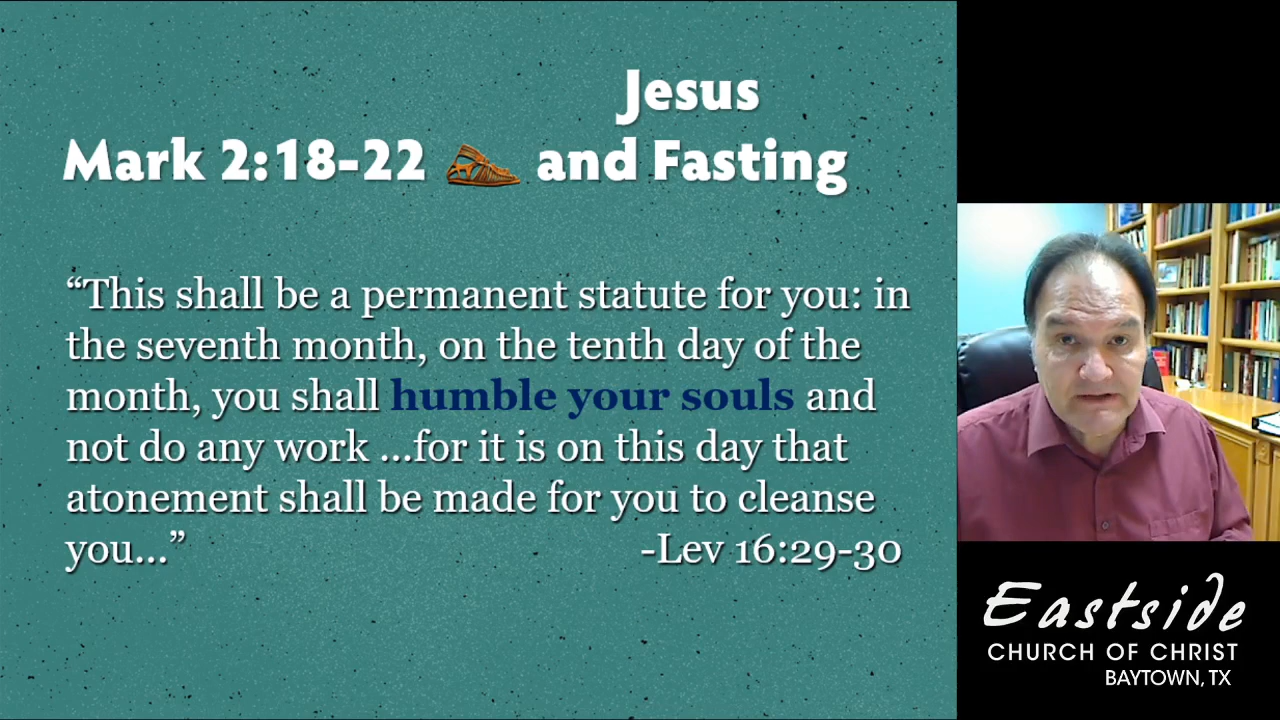 Jesus
Mark 2:18-22 and Fasting
“This shall be a permanent statute for you: in
the seventh month, on the tenth day of the
month, you shall humble your souls and
not do any work ...for it is on this day that
atonement shall be made for you to cleanse
you...” -Lev 16:29-30
Eastside
CHURCH OF CHRIST
BAYTOWN, TX